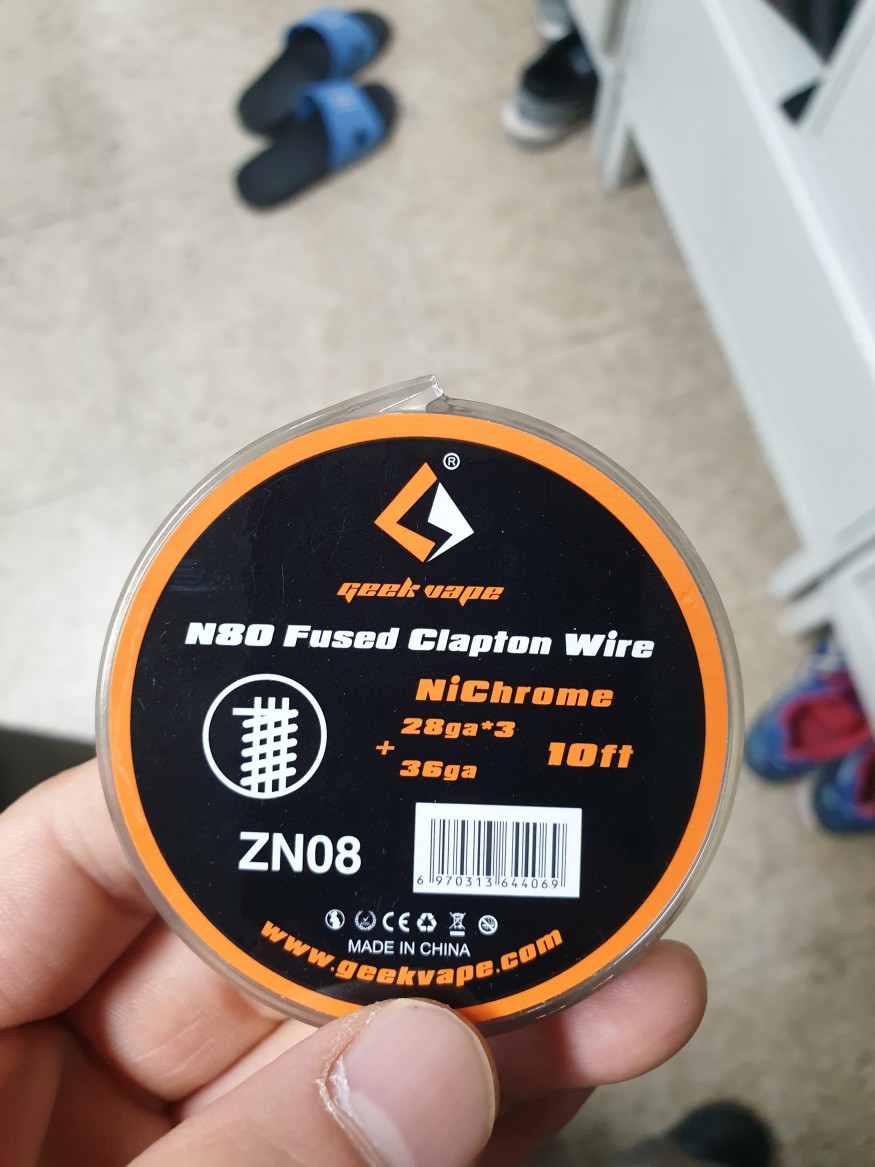 ®
geek vape
N80 Fused Clapton Wire
NiChrome
28ga*3
+
36ga
10ft
ZN08
6 970313 644069
CE
MADE IN CHINA
www.geekvape.com